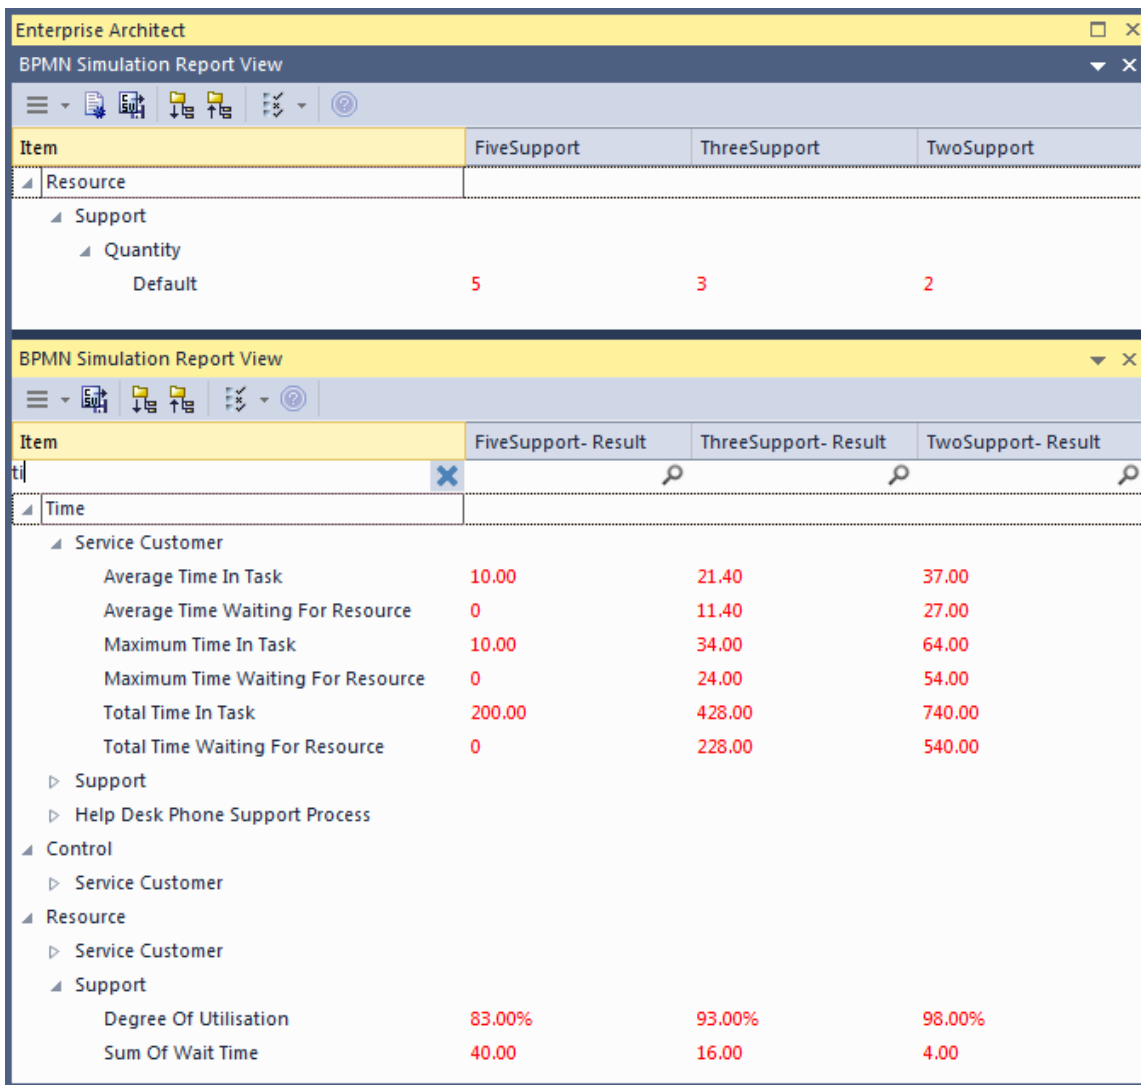 Enterprise Architect
BPMN Simulation Report View
Item FiveSupport ThreeSupport TwoSupport
Resource
Support
Quantity
Default 5 3 2
BPMN Simulation Report View
Item FiveSupport- Result ThreeSupport- Result TwoSupport- Result
ti
Time
Service Customer
Average Time In Task 10.00 21.40 37.00
Average Time Waiting For Resource 0 11.40 27.00
Maximum Time In Task 10.00 34.00 64.00
Maximum Time Waiting For Resource 0 24.00 54.00
Total Time In Task 200.00 428.00 740.00
Total Time Waiting For Resource 0 228.00 540.00
Support
Help Desk Phone Support Process
Control
Service Customer
Resource
Service Customer
Support
Degree Of Utilisation 83.00% 93.00% 98.00%
Sum Of Wait Time 40.00 16.00 4.00